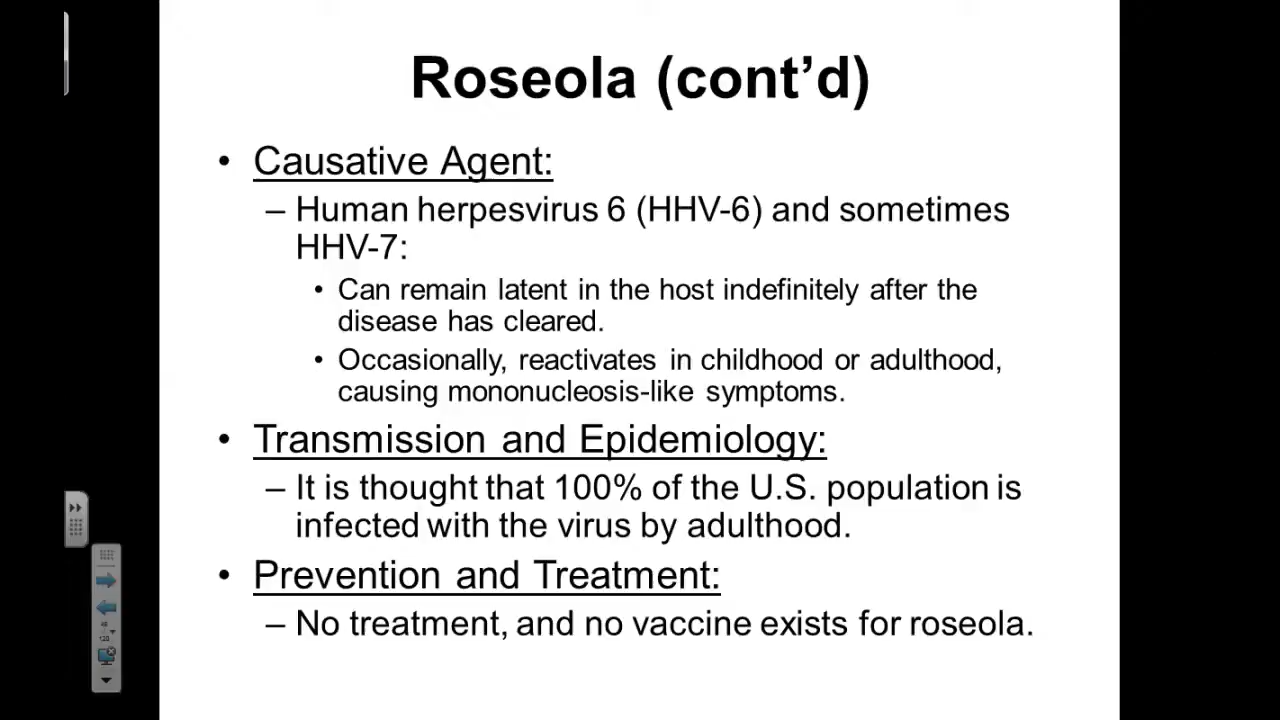 Roseola (cont’d)
• Causative Agent:
– Human herpesvirus 6 (HHV-6) and sometimes
HHV-7:
• Can remain latent in the host indefinitely after the
disease has cleared.
• Occasionally, reactivates in childhood or adulthood,
causing mononucleosis-like symptoms.
• Transmission and Epidemiology:
– It is thought that 100% of the U.S. population is
infected with the virus by adulthood.
• Prevention and Treatment:
– No treatment, and no vaccine exists for roseola.